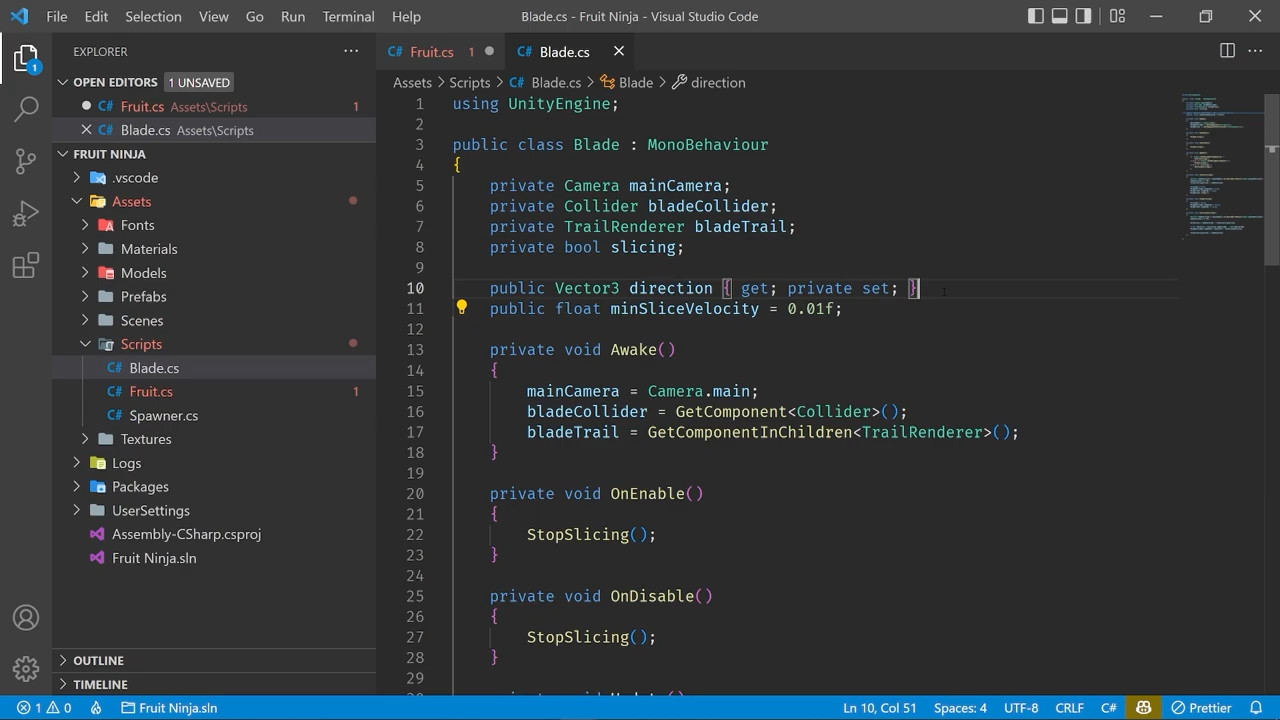 File Edit Selection View Go Run Terminal Help Blade.cs - Fruit Ninja - Visual Studio Code
EXPLORER
OPEN EDITORS 1 UNSAVED
Fruit.cs Assets\Scripts 1
Blade.cs Assets\Scripts
FRUIT NINJA
.vscode
Assets
Fonts
Materials
Models
Prefabs
Scenes
Scripts
C# Blade.cs
C# Fruit.cs 1
C# Spawner.cs
Textures
Logs
Packages
UserSettings
Assembly-CSharp.csproj
Fruit Ninja.sln
OUTLINE
TIMELINE
1
C# Fruit.cs 1
C# Blade.cs
Assets > Scripts > C# Blade.cs > Blade > direction
1 using UnityEngine;
2
3 public class Blade : MonoBehaviour
4 {
5 private Camera mainCamera;
6 private Collider bladeCollider;
7 private TrailRenderer bladeTrail;
8 private bool slicing;
9
10 public Vector3 direction { get; private set; }
11 public float minSliceVelocity = 0.01f;
12
13 private void Awake()
14 {
15 mainCamera = Camera.main;
16 bladeCollider = GetComponent<Collider>();
17 bladeTrail = GetComponentInChildren<TrailRenderer>();
18 }
19
20 private void OnEnable()
21 {
22 StopSlicing();
23 }
24
25 private void OnDisable()
26 {
27 StopSlicing();
28 }
29
1 0 Fruit Ninja.sln Ln 10, Col 51 Spaces: 4 UTF-8 CRLF C# Prettier